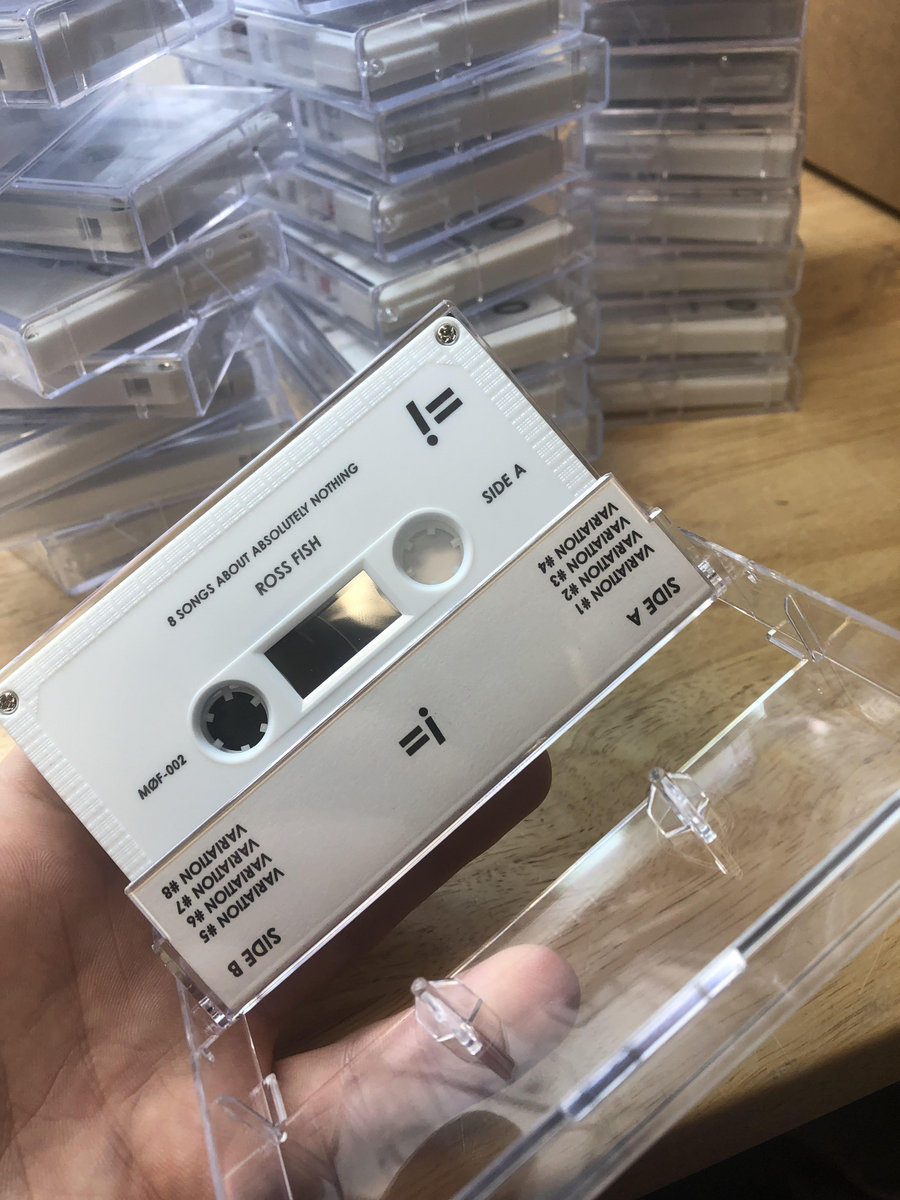 8 SONGS ABOUT ABSOLUTELY NOTHING
ROSS FISH
SIDE A
MØF-002
SIDE A
VARIATION #1
VARIATION #2
VARIATION #3
VARIATION #4
SIDE B
VARIATION #5
VARIATION #6
VARIATION #7
VARIATION #8